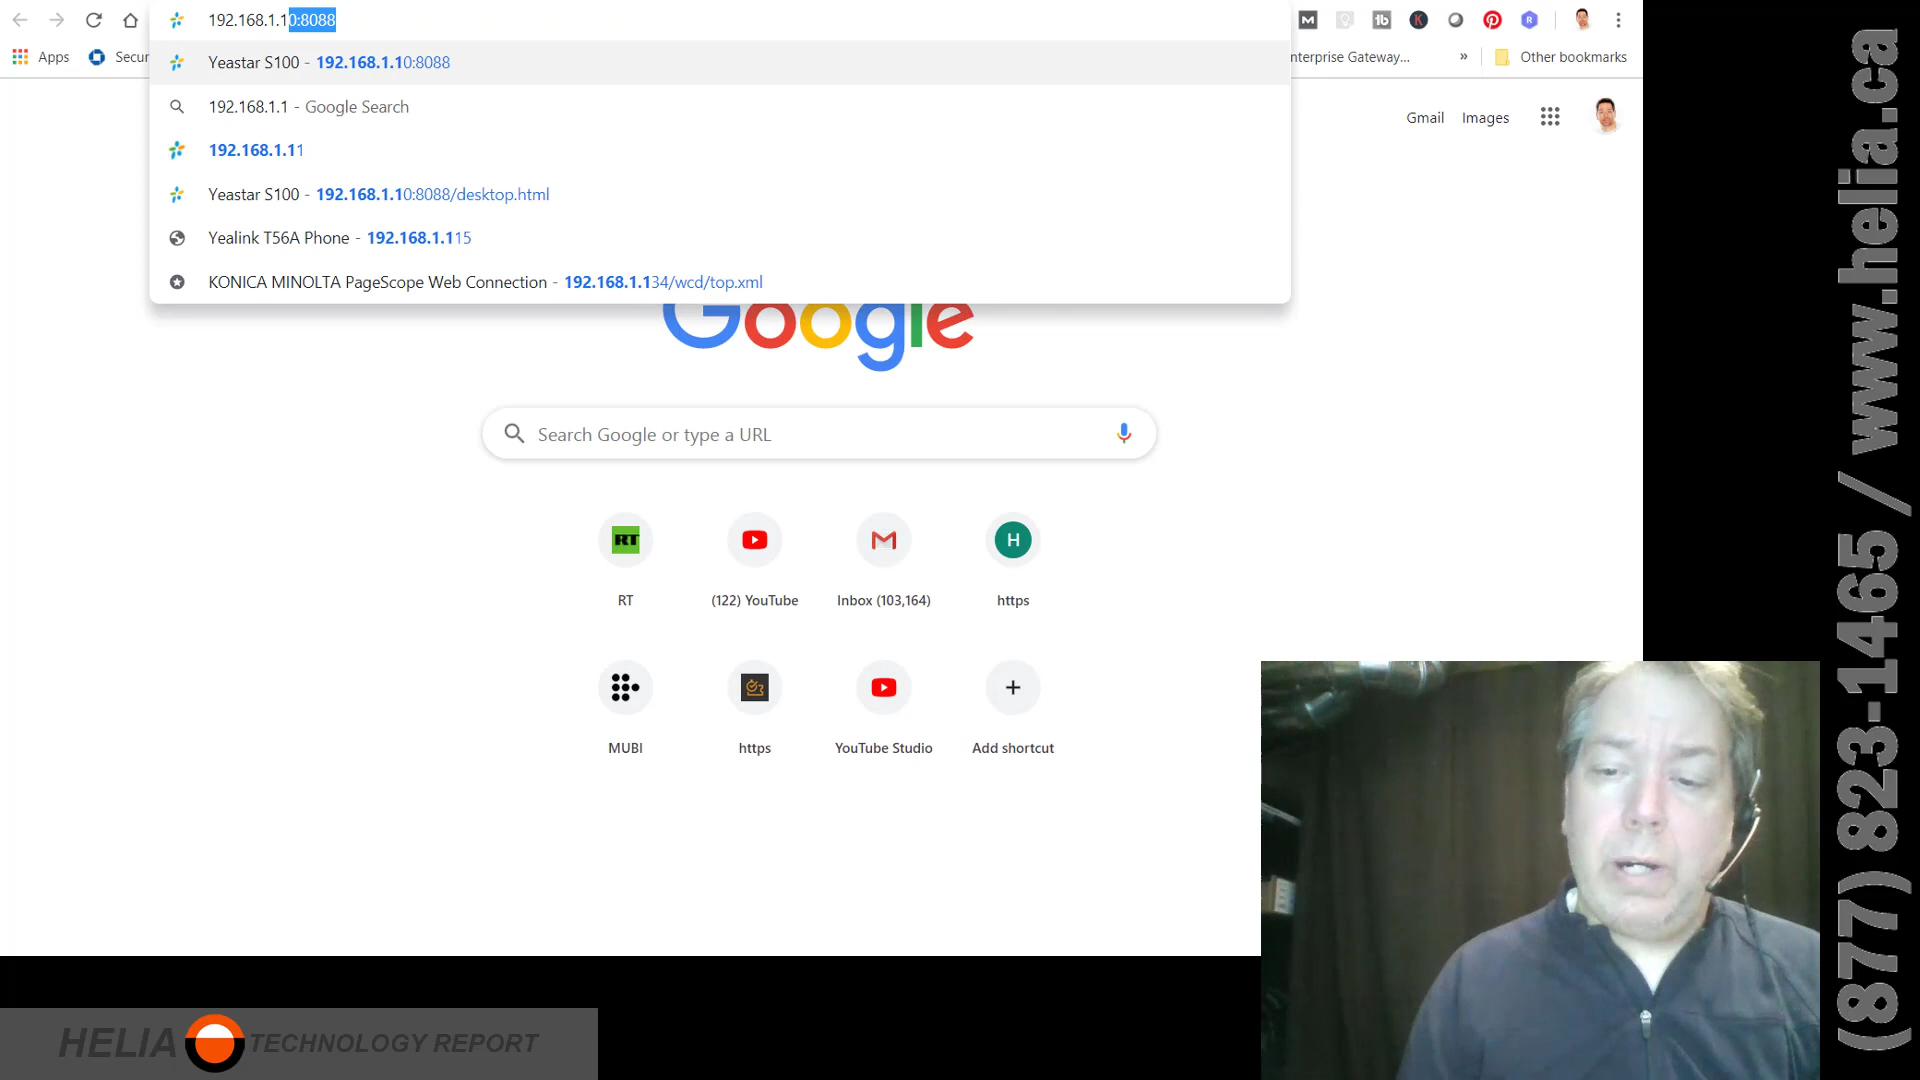 192.168.1.10:8088
Apps
Secur
nterprise Gateway...
»
Other bookmarks
Yeastar S100 - 192.168.1.10:8088
192.168.1.1 - Google Search
192.168.1.11
Yeastar S100 - 192.168.1.10:8088/desktop.html
Yealink T56A Phone - 192.168.1.115
KONICA MINOLTA PageScope Web Connection - 192.168.1.134/wcd/top.xml
Gmail
Images
Google
Search Google or type a URL
RT
H
RT
(122) YouTube
Inbox (103,164)
https
MUBI
https
YouTube Studio
Add shortcut
HELIA TECHNOLOGY REPORT
(877) 823-1465 / www.helia.ca